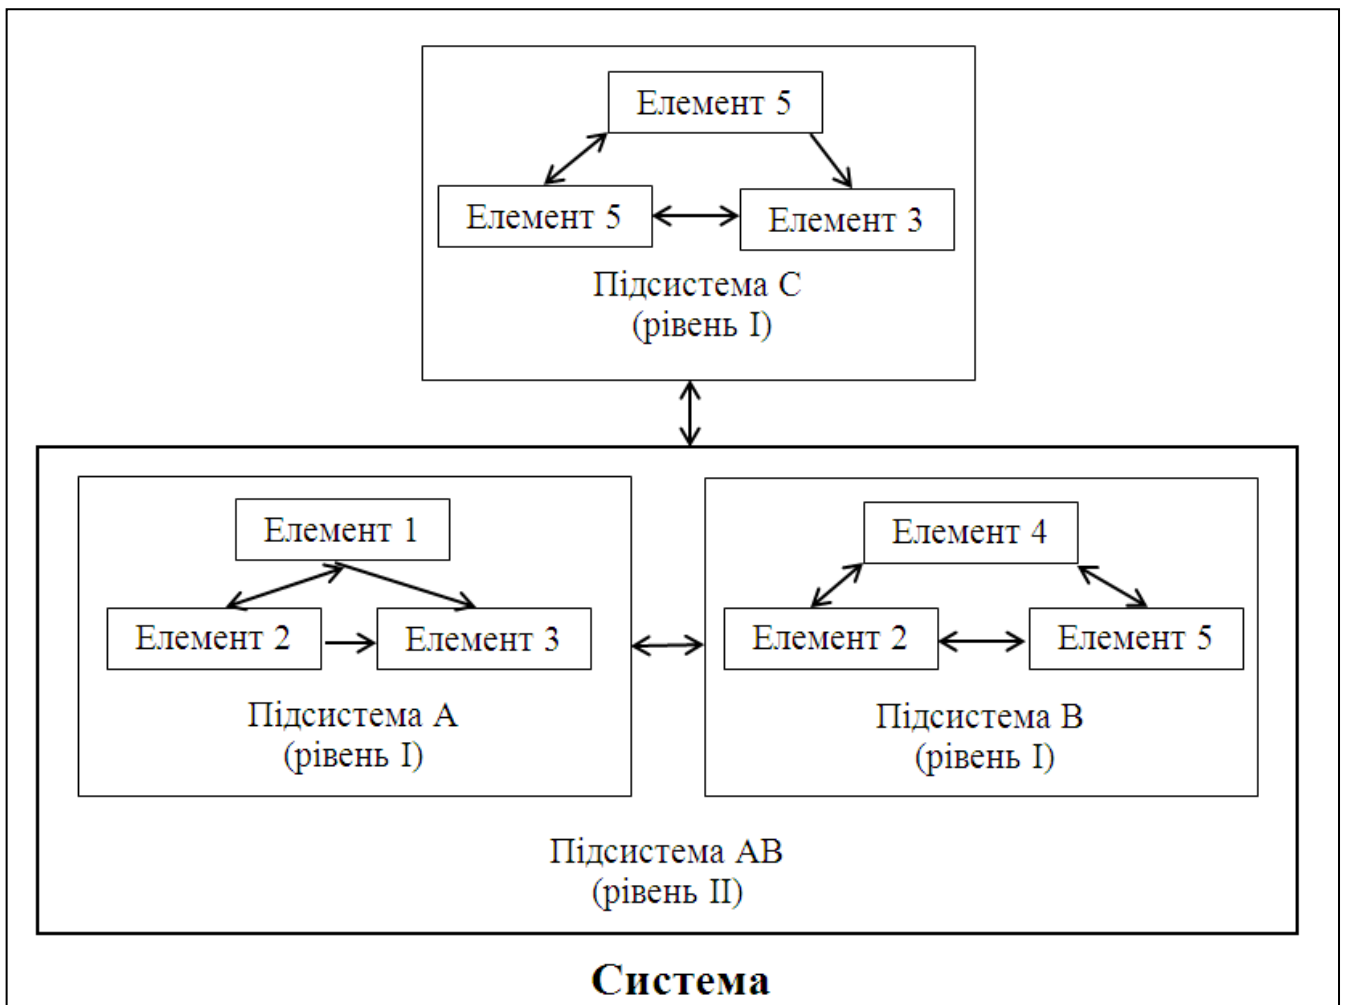 Елемент 5
Елемент 5
Елемент 3
Підсистема С
(рівень І)
Елемент 1
Елемент 2
Елемент 3
Підсистема А
(рівень І)
Елемент 4
Елемент 2
Елемент 5
Підсистема В
(рівень І)
Підсистема АВ
(рівень ІІ)
Система